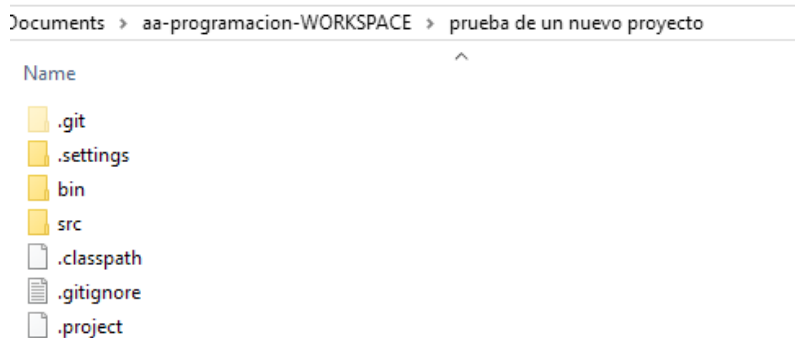 Documents > aa-programacion-WORKSPACE > prueba de un nuevo proyecto
Name
.git
.settings
bin
src
.classpath
.gitignore
.project